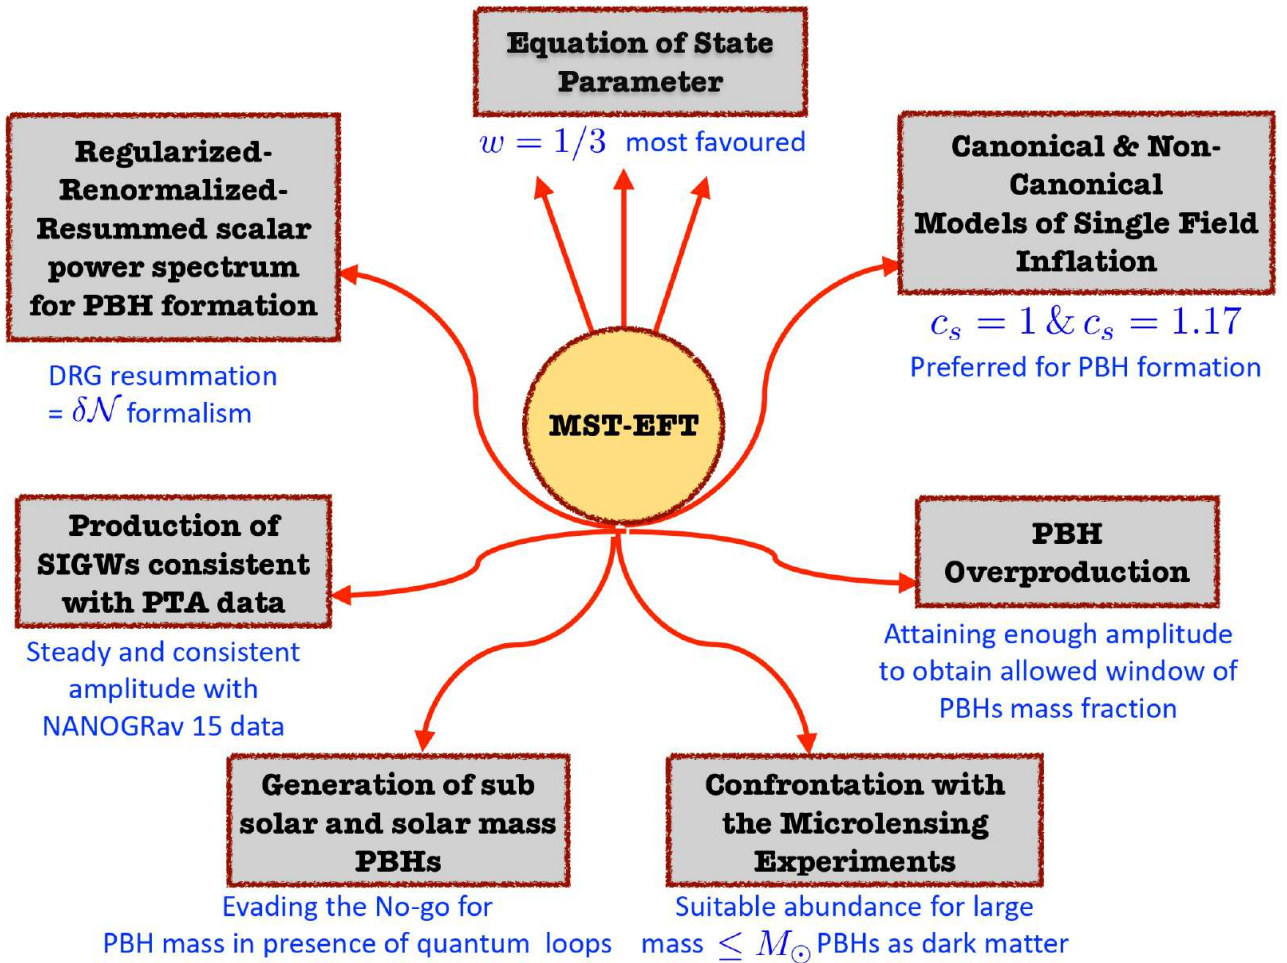 Equation of State
Parameter
w = 1/3 most favoured
Regularized-
Renormalized-
Resummed scalar
power spectrum
for PBH formation
DRG resummation
= δ𝒩 formalism
Canonical & Non-
Canonical
Models of Single Field
Inflation
c_s = 1 & c_s = 1.17
Preferred for PBH formation
MST-EFT
Production of
SIGWs consistent
with PTA data
Steady and consistent
amplitude with
NANOGrav 15 data
PBH
Overproduction
Attaining enough amplitude
to obtain allowed window of
PBHs mass fraction
Generation of sub
solar and solar mass
PBHs
Evading the No-go for
PBH mass in presence of quantum loops
Confrontation with
the Microlensing
Experiments
Suitable abundance for large
mass ≤ M_⊙ PBHs as dark matter